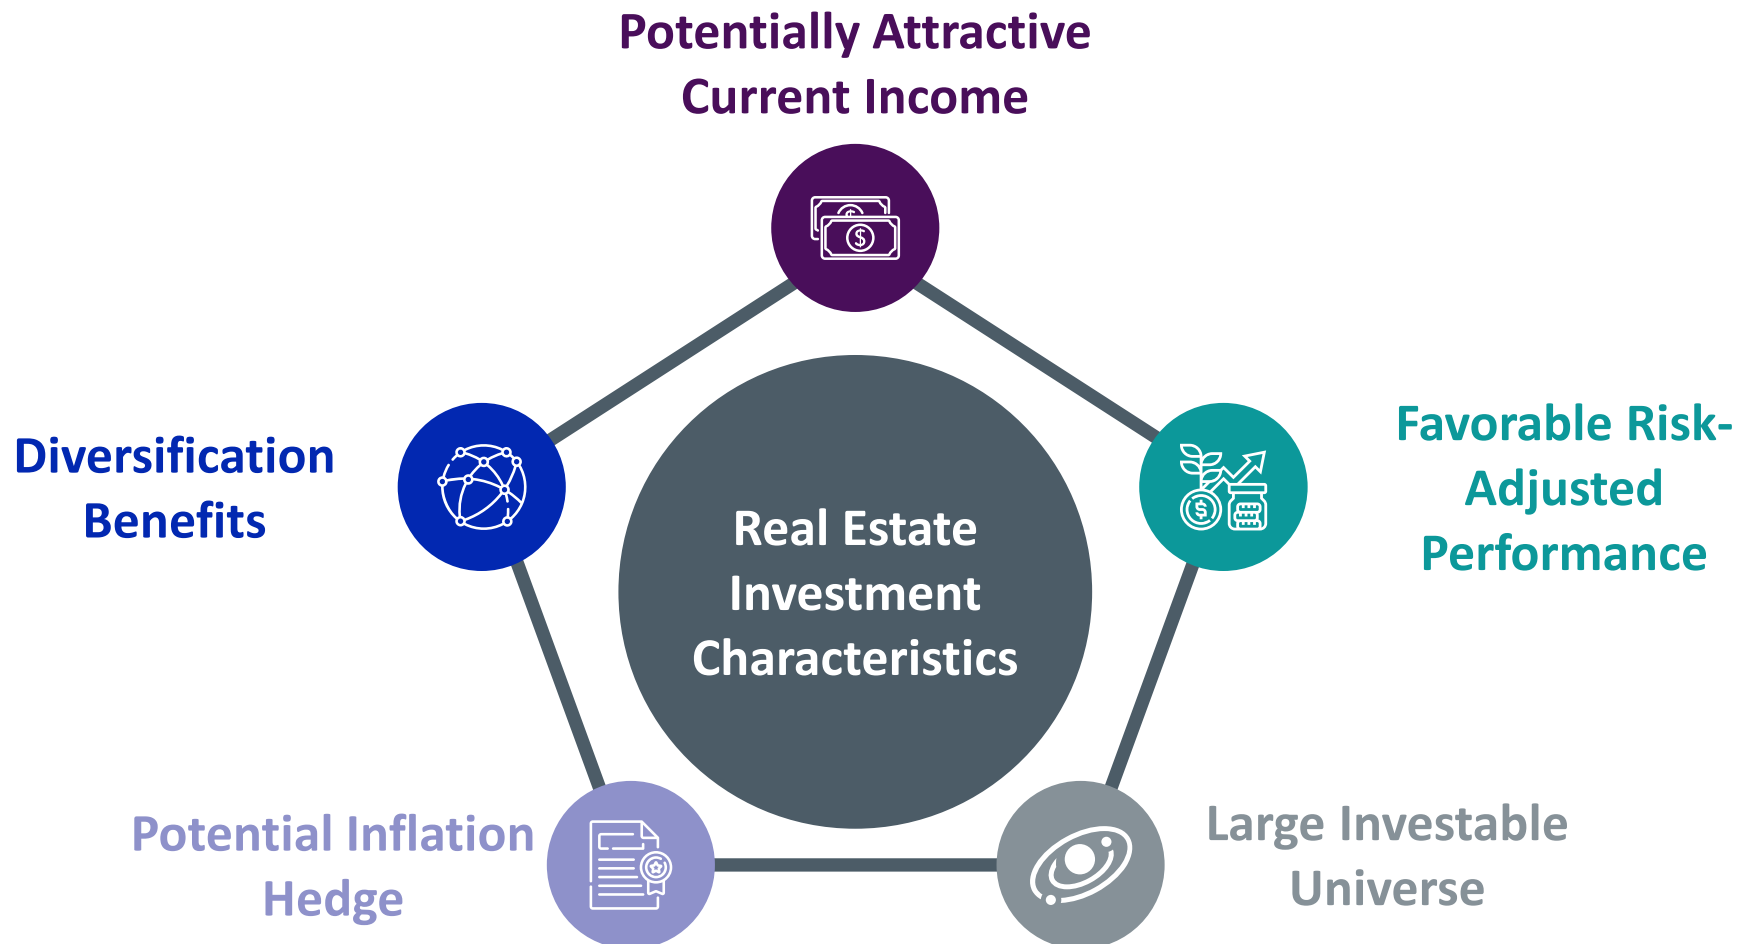 Potentially Attractive
Current Income
Diversification
Benefits
Favorable Risk-
Adjusted
Performance
Real Estate
Investment
Characteristics
Potential Inflation
Hedge
Large Investable
Universe
$
$
$